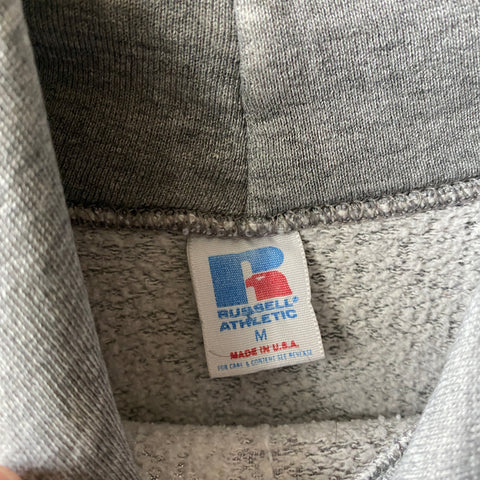 R
RUSSELL®
ATHLETIC
M
MADE IN U.S.A.
FOR CARE & CONTENT SEE REVERSE